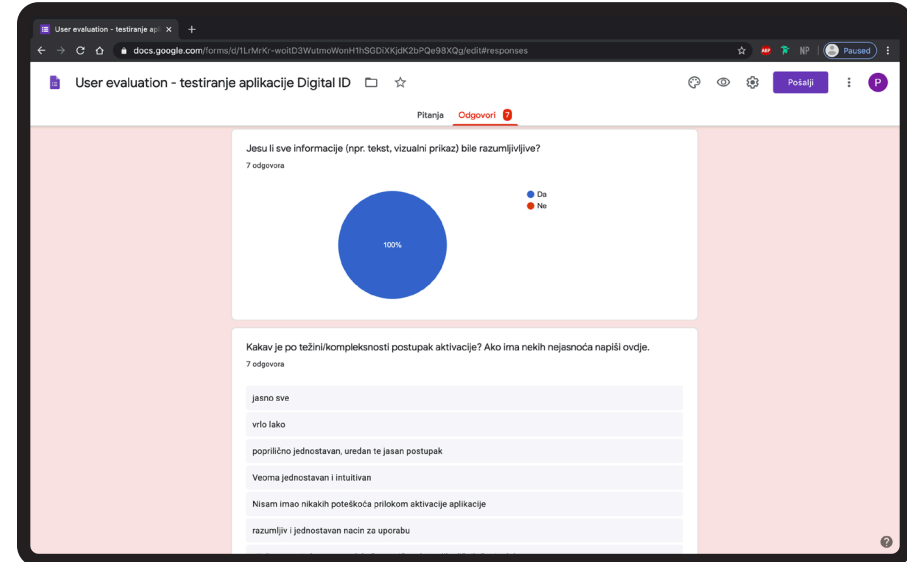 User evaluation - testiranje apl
docs.google.com/forms/d/1LrMrKr-woitD3WutmoWonH1hSGDiXKjdK2bPQe98XQg/edit#responses
ABP
NP
Paused
User evaluation - testiranje aplikacije Digital ID
Pošalji
P
Pitanja
Odgovori 7
Jesu li sve informacije (npr. tekst, vizualni prikaz) bile razumljivljive?
7 odgovora
Da
Ne
100%
Kakav je po težini/kompleksnosti postupak aktivacije? Ako ima nekih nejasnoća napiši ovdje.
7 odgovora
jasno sve
vrlo lako
poprilično jednostavan, uredan te jasan postupak
Veoma jednostavan i intuitivan
Nisam imao nikakih poteškoća prilokom aktivacije aplikacije
razumljiv i jednostavan nacin za uporabu